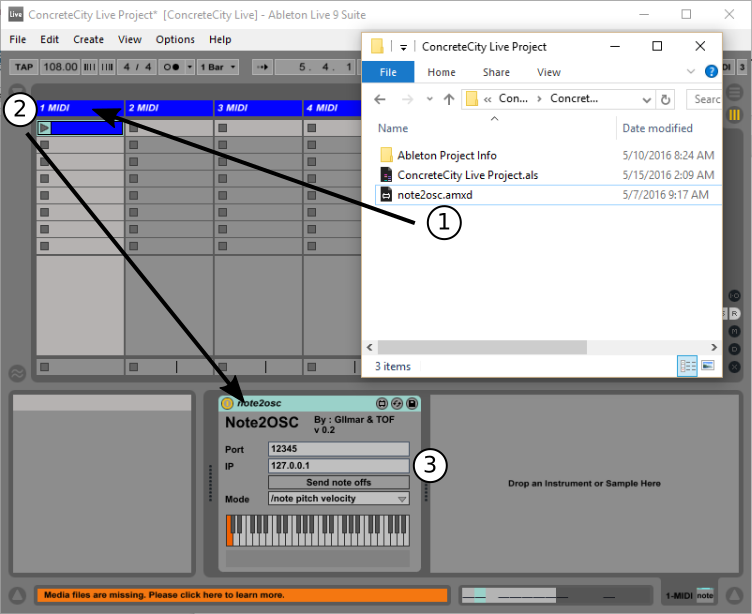 Live ConcreteCity Live Project* [ConcreteCity Live] - Ableton Live 9 Suite
File Edit Create View Options Help
TAP 108.00 4 / 4 1 Bar 5. 4. 1
3
ConcreteCity Live Project
File Home Share View
« Con... > Concret...
Searc
Name Date modified
Ableton Project Info 5/10/2016 8:24 AM
ConcreteCity Live Project.als 5/15/2016 2:09 AM
note2osc.amxd 5/7/2016 9:17 AM
3 items
2
1 MIDI 2 MIDI 3 MIDI 4 MIDI
1
R
M
D
X
note2osc
Note2OSC By : GIlmar & TOF
v 0.2
Port 12345
IP 127.0.0.1
3
Send note offs
Mode /note pitch velocity
Drop an Instrument or Sample Here
Media files are missing. Please click here to learn more.
1-MIDI note